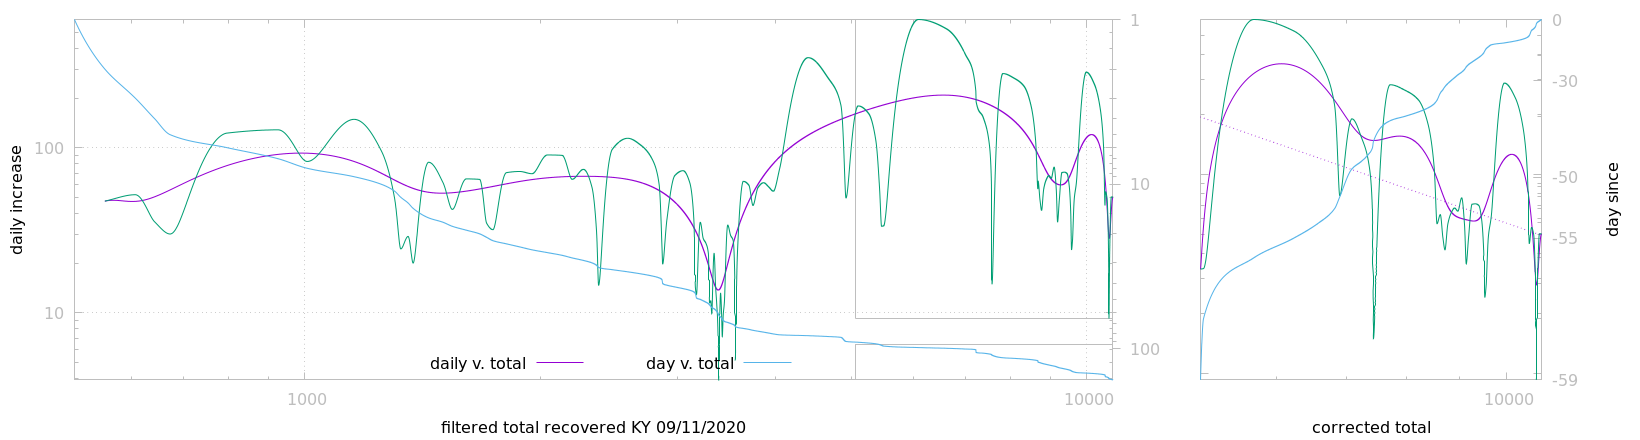 daily increase
100
10
1000
10000
1
10
100
daily v. total
day v. total
filtered total recovered KY 09/11/2020
0
-30
-50
-55
-59
day since
10000
corrected total